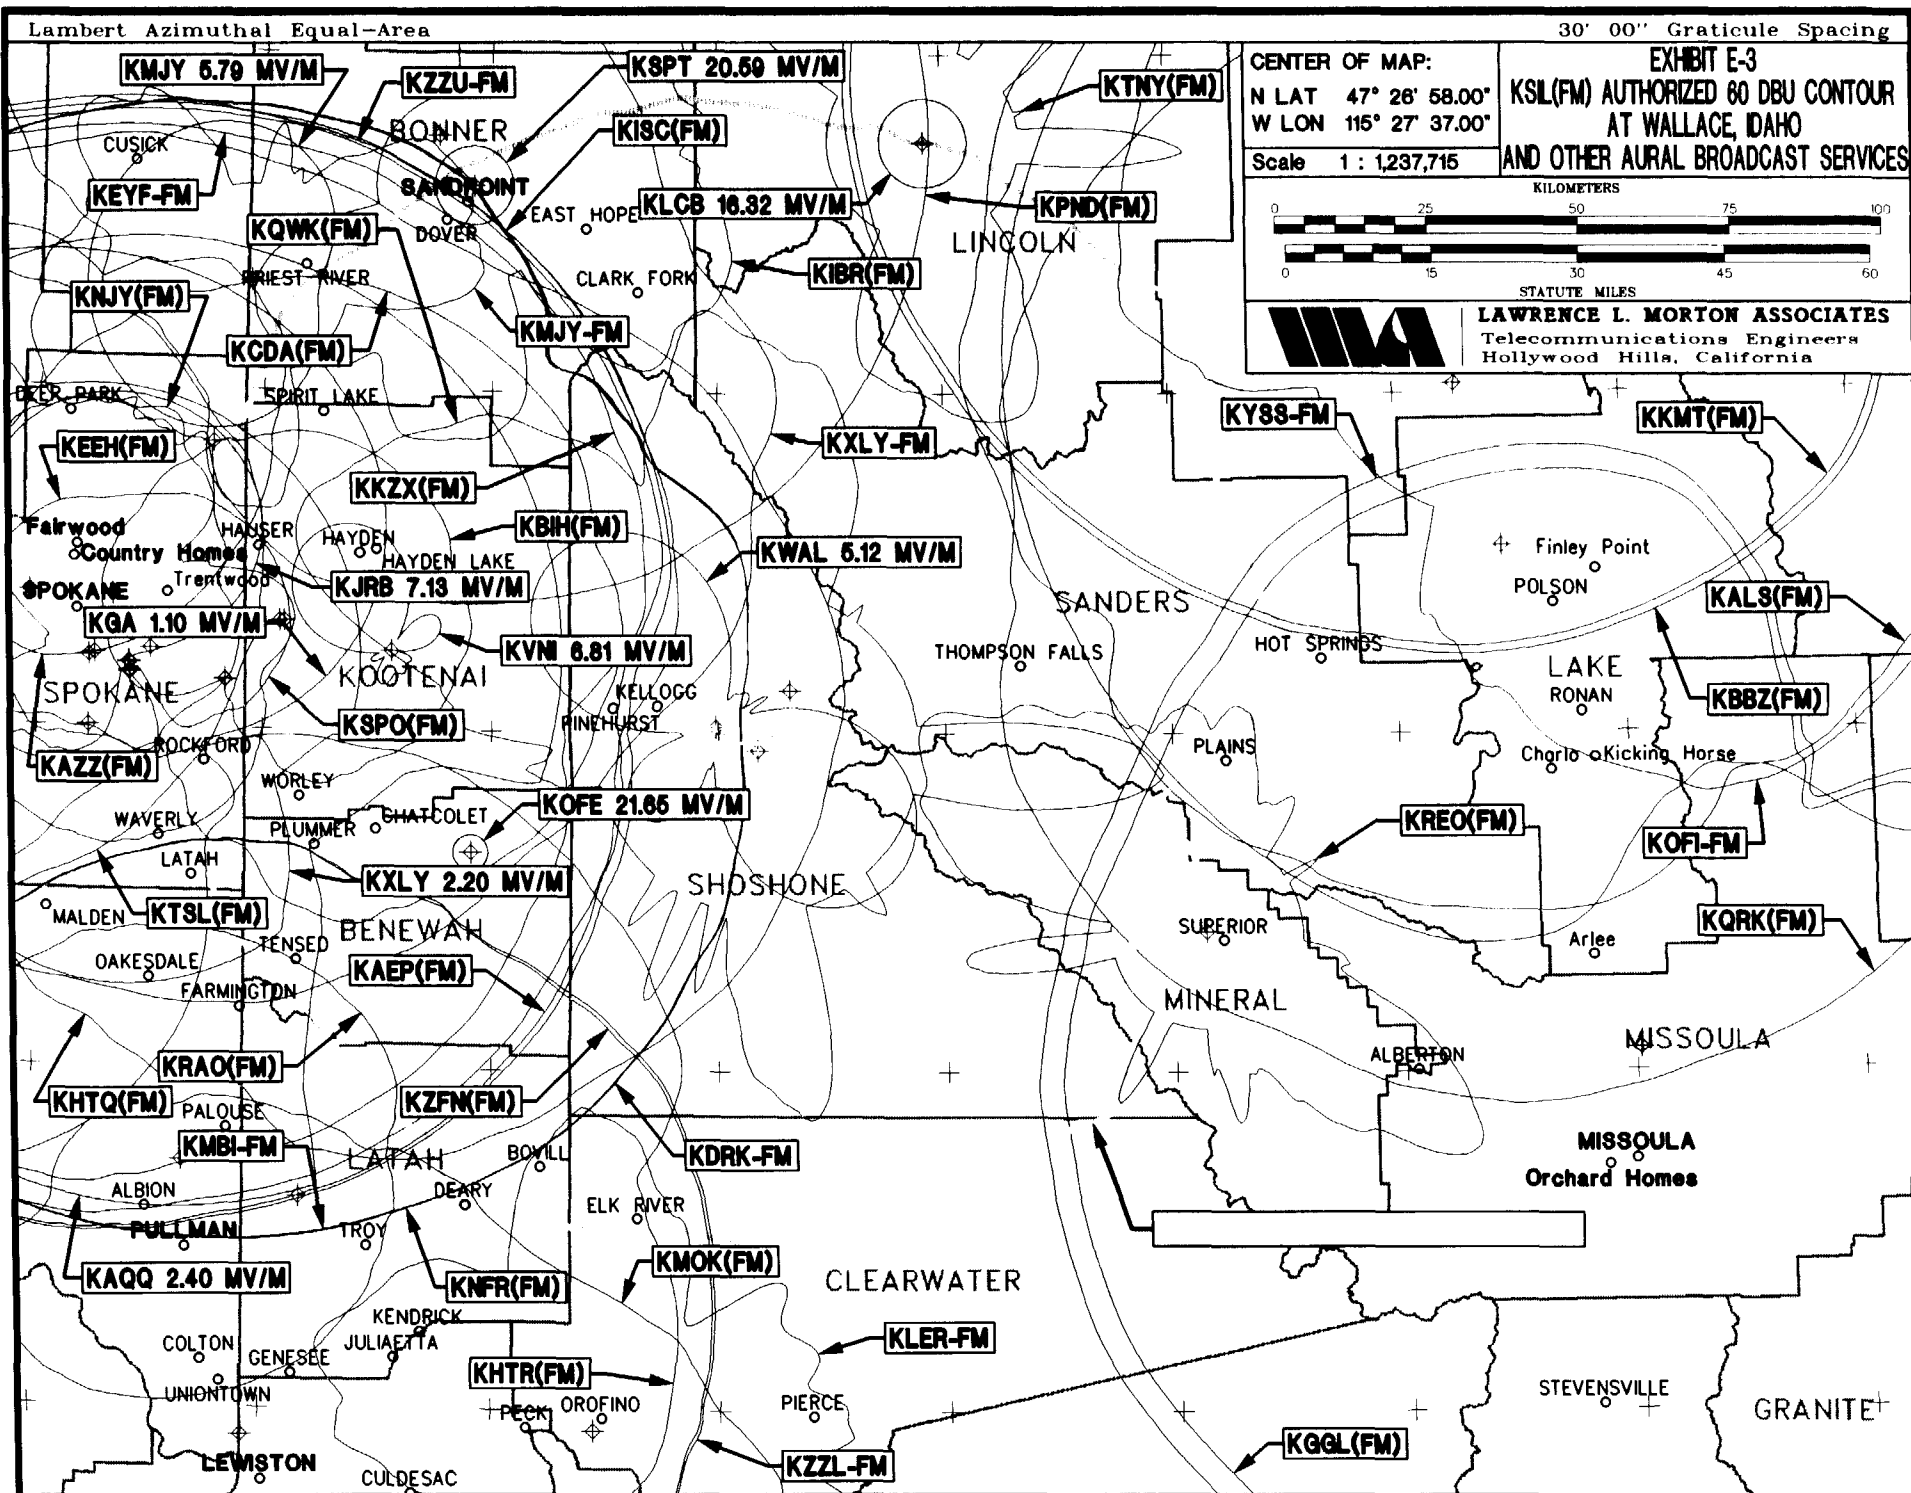 Lambert Azimuthal Equal-Area
30' 00" Graticule Spacing
CENTER OF MAP:
N LAT 47° 26' 58.00"
W LON 115° 27' 37.00"
Scale 1 : 1,237,715
EXHIBIT E-3
KSIL(FM) AUTHORIZED 60 DBU CONTOUR
AT WALLACE, IDAHO
AND OTHER AURAL BROADCAST SERVICES
KILOMETERS
0 25 50 75 100
0 15 30 45 60
STATUTE MILES
LAWRENCE L. MORTON ASSOCIATES
Telecommunications Engineers
Hollywood Hills, California
KMJY 5.79 MV/M
KZZU-FM
KSPT 20.59 MV/M
KTNY(FM)
BONNER
KISC(FM)
CUSICK
KEYF-FM
SANDPOINT
EAST HOPE
KLCB 16.32 MV/M
KPND(FM)
KQWK(FM)
DOVER
LINCOLN
PRIEST RIVER
CLARK FORK
KIBR(FM)
KNJY(FM)
KMJY-FM
KCDA(FM)
DEER PARK
SPIRIT LAKE
KXLY-FM
KYSS-FM
KKMT(FM)
KEEH(FM)
KKZX(FM)
Fairwood
HAUSER
HAYDEN
KBIH(FM)
Country Homes
HAYDEN LAKE
KWAL 5.12 MV/M
Finley Point
Trentwood
SPOKANE
KJRB 7.13 MV/M
POLSON
KALS(FM)
SANDERS
KGA 1.10 MV/M
KVNI 6.81 MV/M
THOMPSON FALLS
HOT SPRINGS
KOOTENAI
LAKE
SPOKANE
KELLOGG
RONAN
KBBZ(FM)
KSPO(FM)
PINEHURST
ROCKFORD
PLAINS
Charlo
Kicking Horse
KAZZ(FM)
WORLEY
KOFE 21.65 MV/M
WAVERLY
PLUMMER
CHATCOLET
KREO(FM)
KOFI-FM
LATAH
KXLY 2.20 MV/M
SHOSHONE
MALDEN
KTSL(FM)
BENEWAH
SUPERIOR
KQRK(FM)
TENSED
Arlee
OAKESDALE
KAEP(FM)
FARMINGTON
MINERAL
MISSOULA
KRAO(FM)
ALBERTON
KHTQ(FM)
PALOUSE
KZFN(FM)
KMBI-FM
LATAH
BOVILL
KDRK-FM
MISSOULA
Orchard Homes
ALBION
DEARY
ELK RIVER
PULLMAN
TROY
KMOK(FM)
KAQQ 2.40 MV/M
KNFR(FM)
CLEARWATER
KENDRICK
COLTON
GENESEE
JULIAETTA
KLER-FM
KHTR(FM)
UNIONTOWN
PECK
OROFINO
PIERCE
STEVENSVILLE
GRANITE
KGGL(FM)
LEWISTON
CULDESAC
KZZL-FM